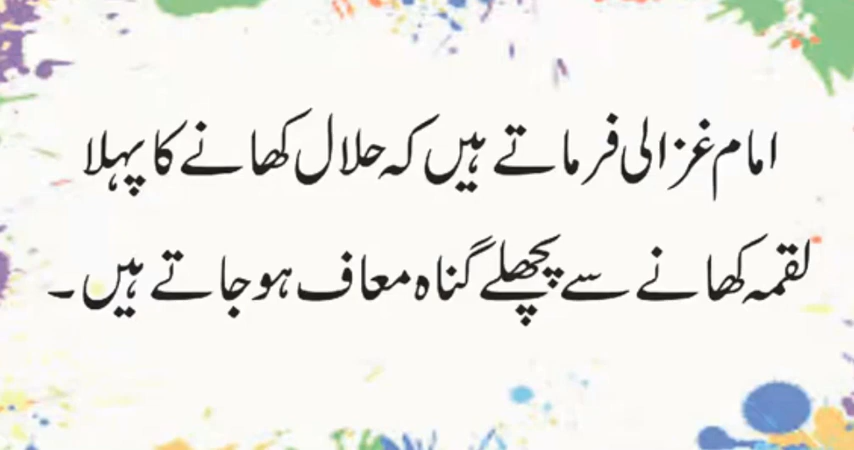 امام غزالی فرماتے ہیں کہ حلال کھانے کا پہلا
لقمہ کھانے سے پچھلے گناہ معاف ہو جاتے ہیں۔